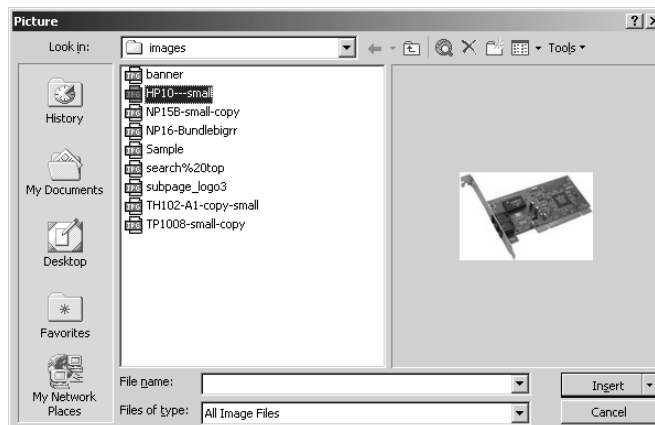 Picture
Look in: images Tools
History
My Documents
Desktop
Favorites
My Network
Places
banner
HP10---small
NP15B-small-copy
NP16-Bundlebigrr
Sample
search%20top
subpage_logo3
TH102-A1-copy-small
TP1008-small-copy
File name: Insert
Files of type: All Image Files Cancel